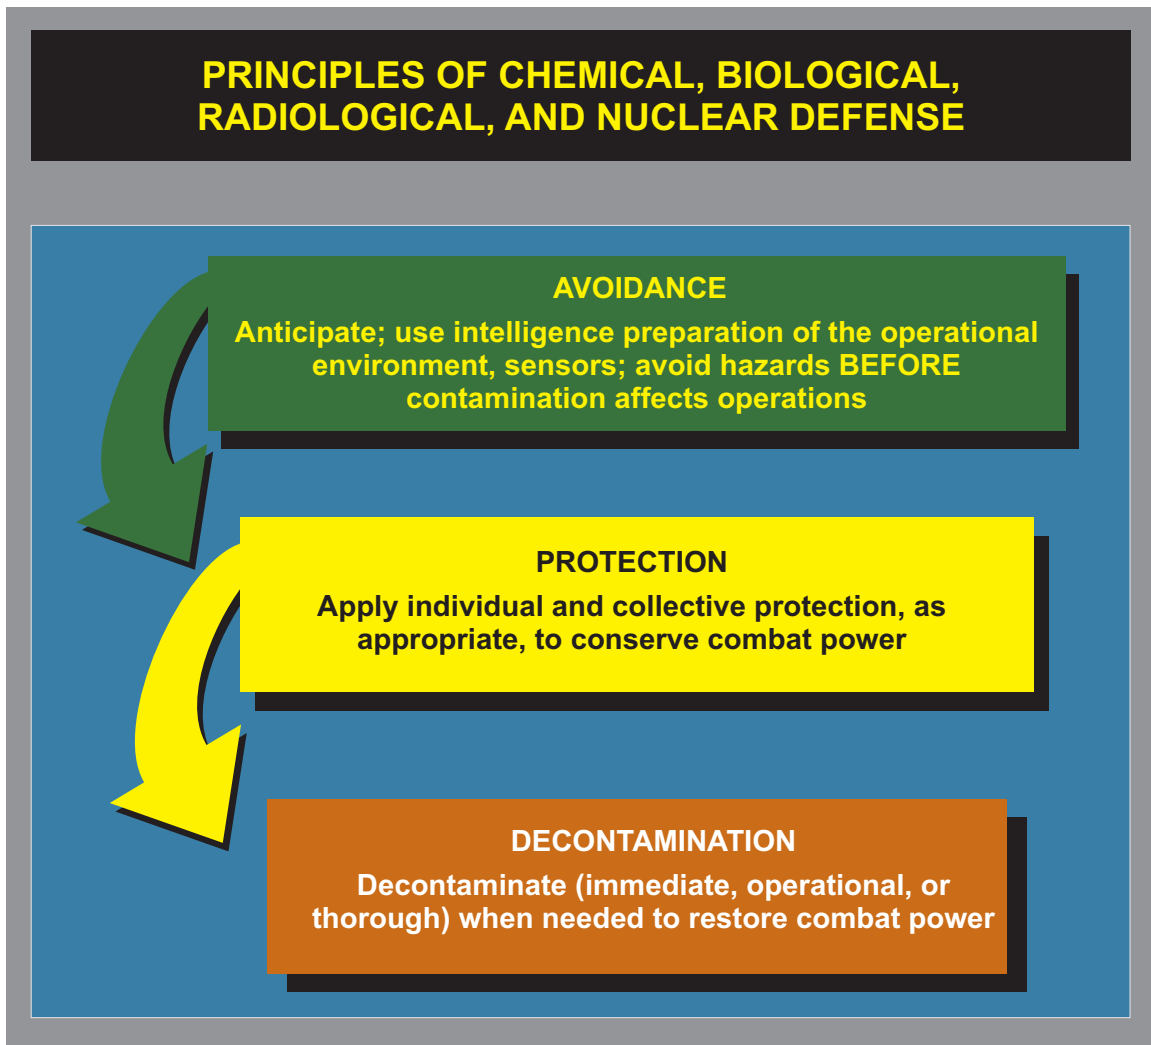 PRINCIPLES OF CHEMICAL, BIOLOGICAL,
RADIOLOGICAL, AND NUCLEAR DEFENSE
AVOIDANCE
Anticipate; use intelligence preparation of the operational
environment, sensors; avoid hazards BEFORE
contamination affects operations
PROTECTION
Apply individual and collective protection, as
appropriate, to conserve combat power
DECONTAMINATION
Decontaminate (immediate, operational, or
thorough) when needed to restore combat power